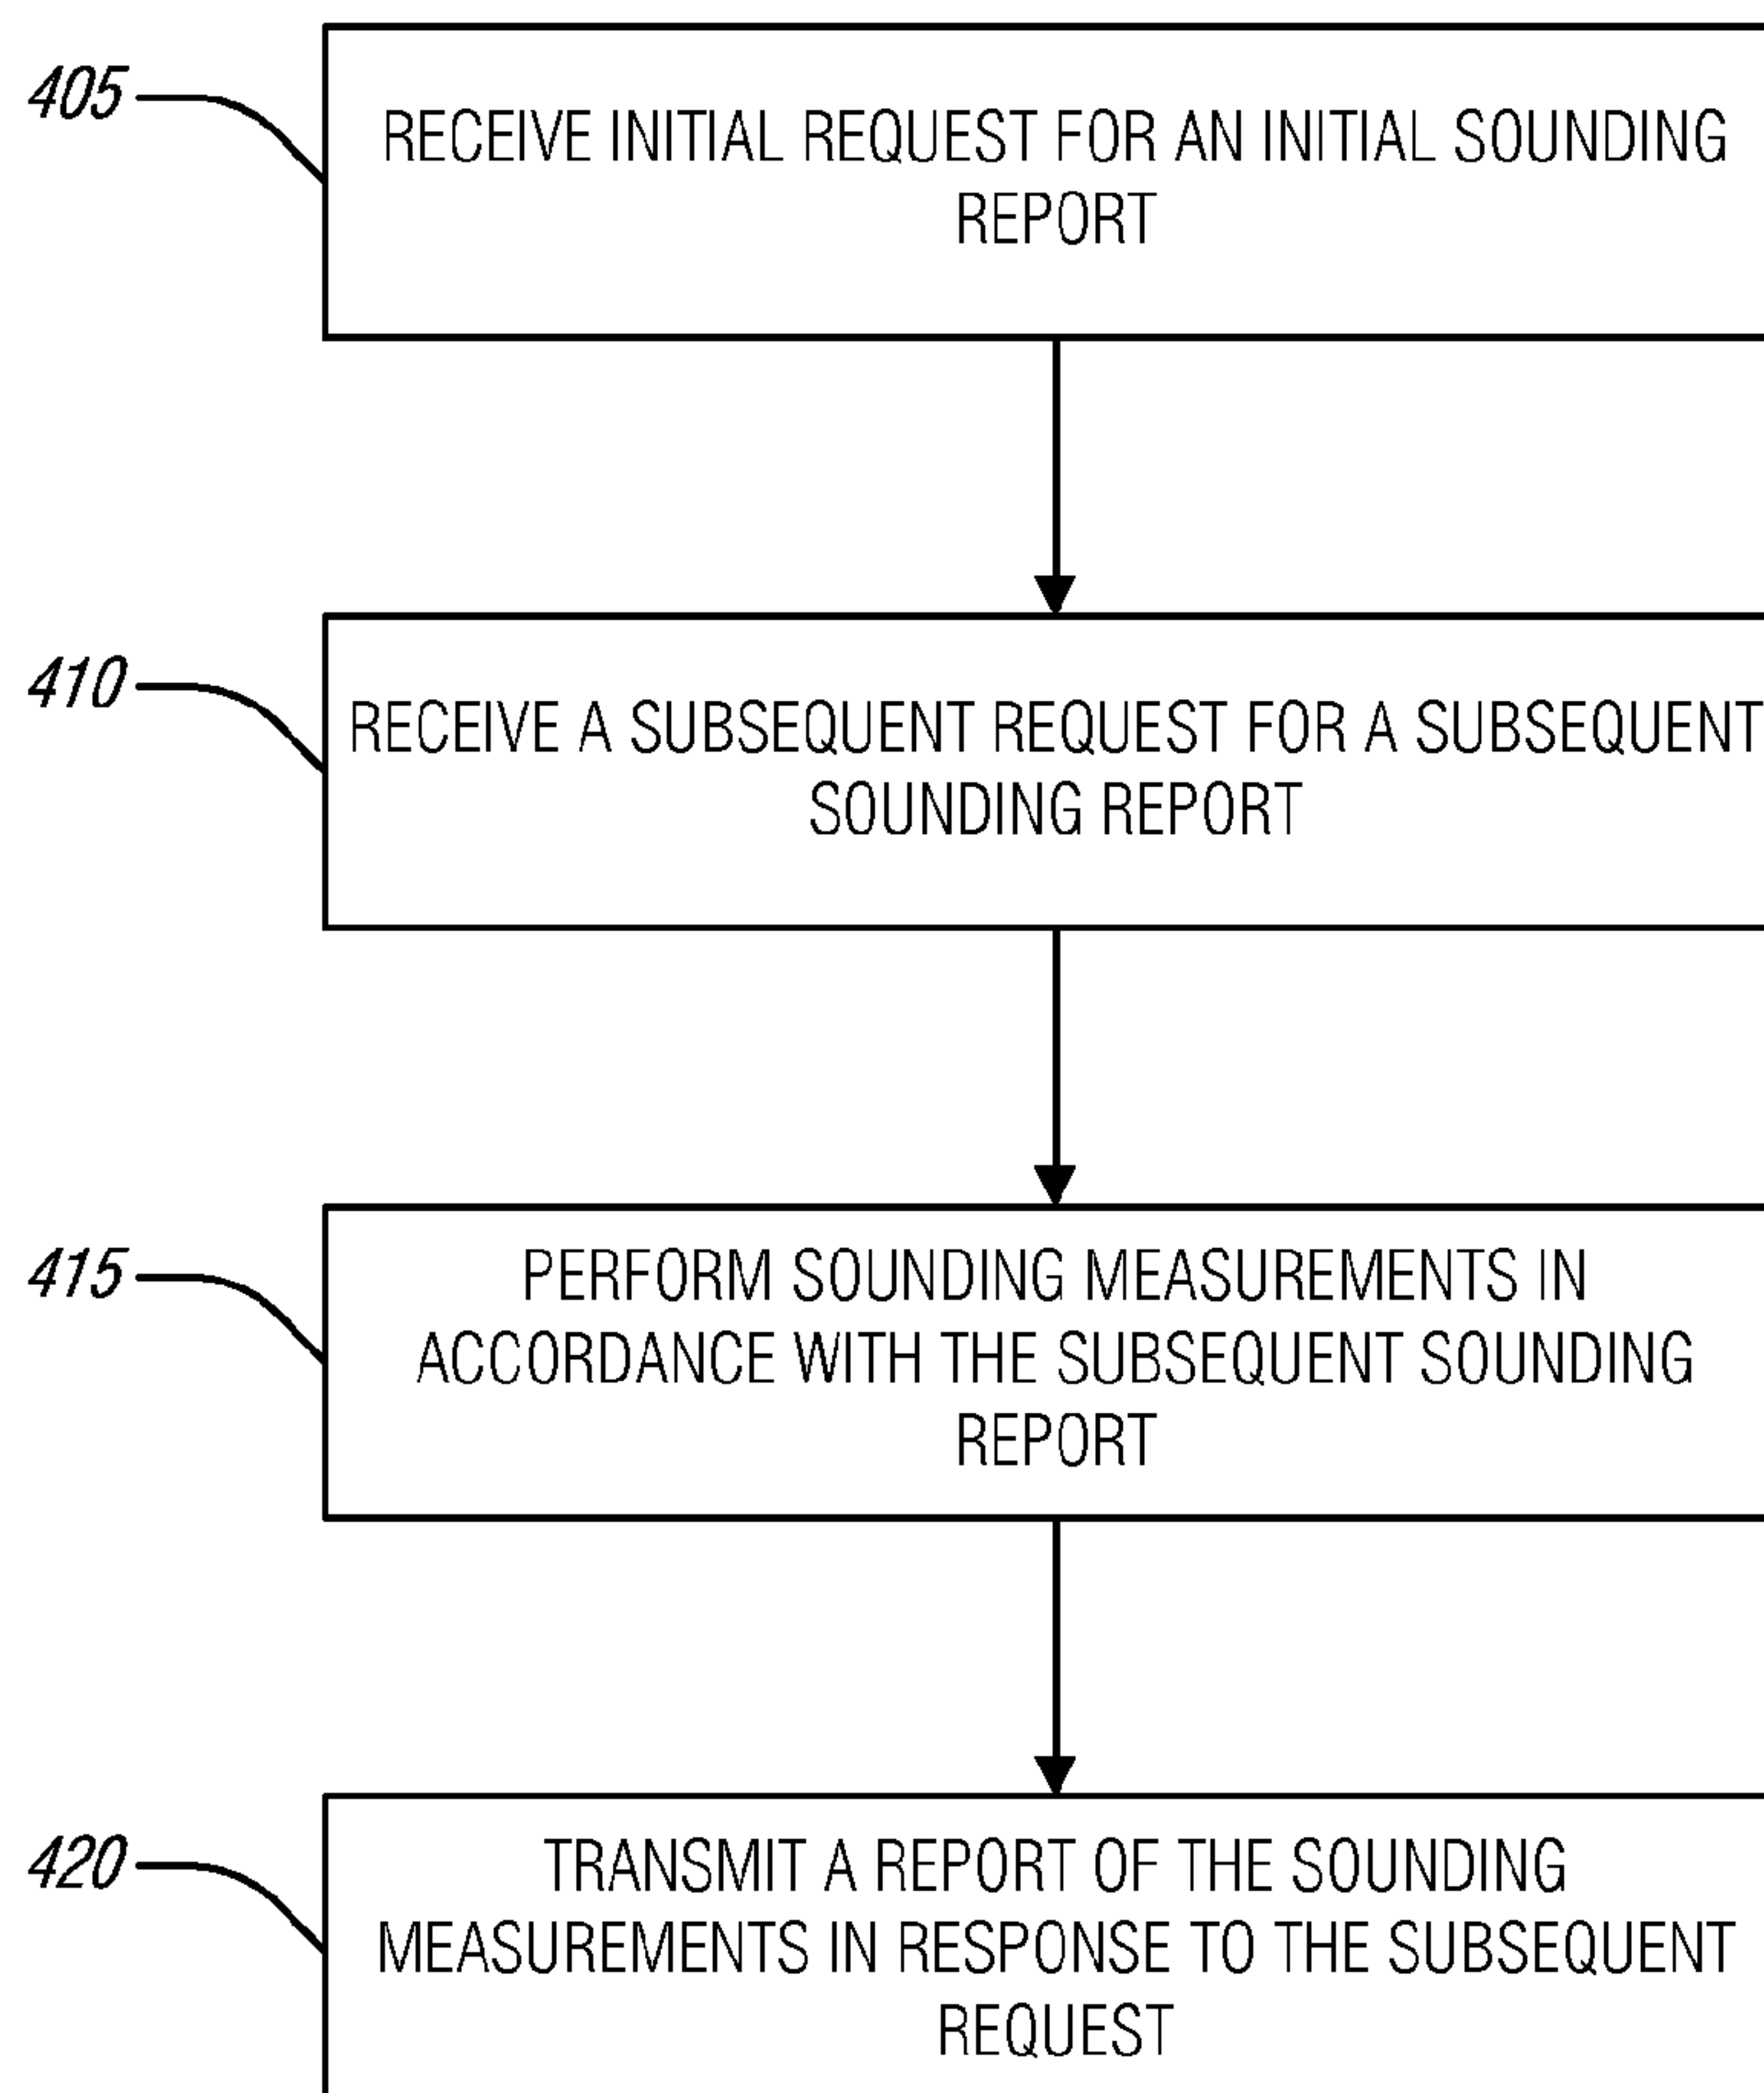 405
RECEIVE INITIAL REQUEST FOR AN INITIAL SOUNDING
REPORT
410
RECEIVE A SUBSEQUENT REQUEST FOR A SUBSEQUENT
SOUNDING REPORT
415
PERFORM SOUNDING MEASUREMENTS IN
ACCORDANCE WITH THE SUBSEQUENT SOUNDING
REPORT
420
TRANSMIT A REPORT OF THE SOUNDING
MEASUREMENTS IN RESPONSE TO THE SUBSEQUENT
REQUEST